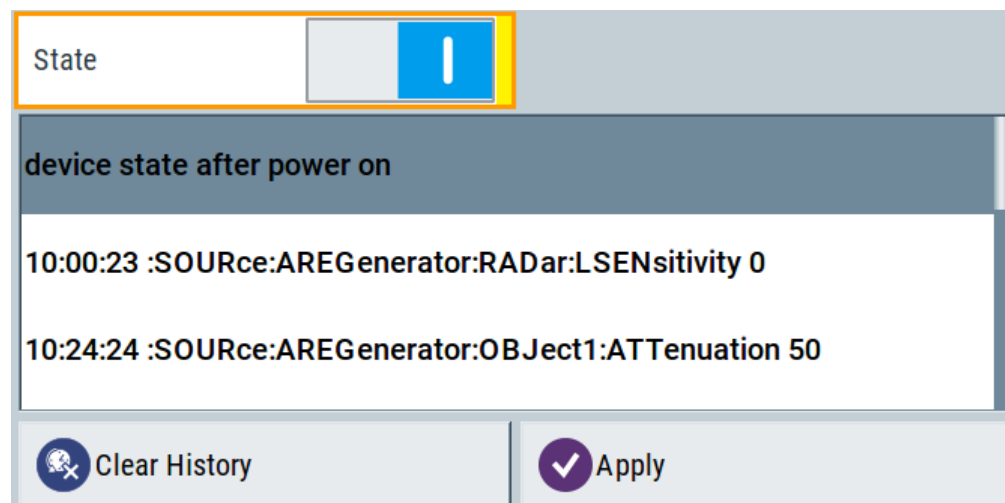 State
device state after power on
10:00:23 :SOURce:AREGenerator:RADar:LSENsitivity 0
10:24:24 :SOURce:AREGenerator:OBJect1:ATTenuation 50
Clear History
Apply